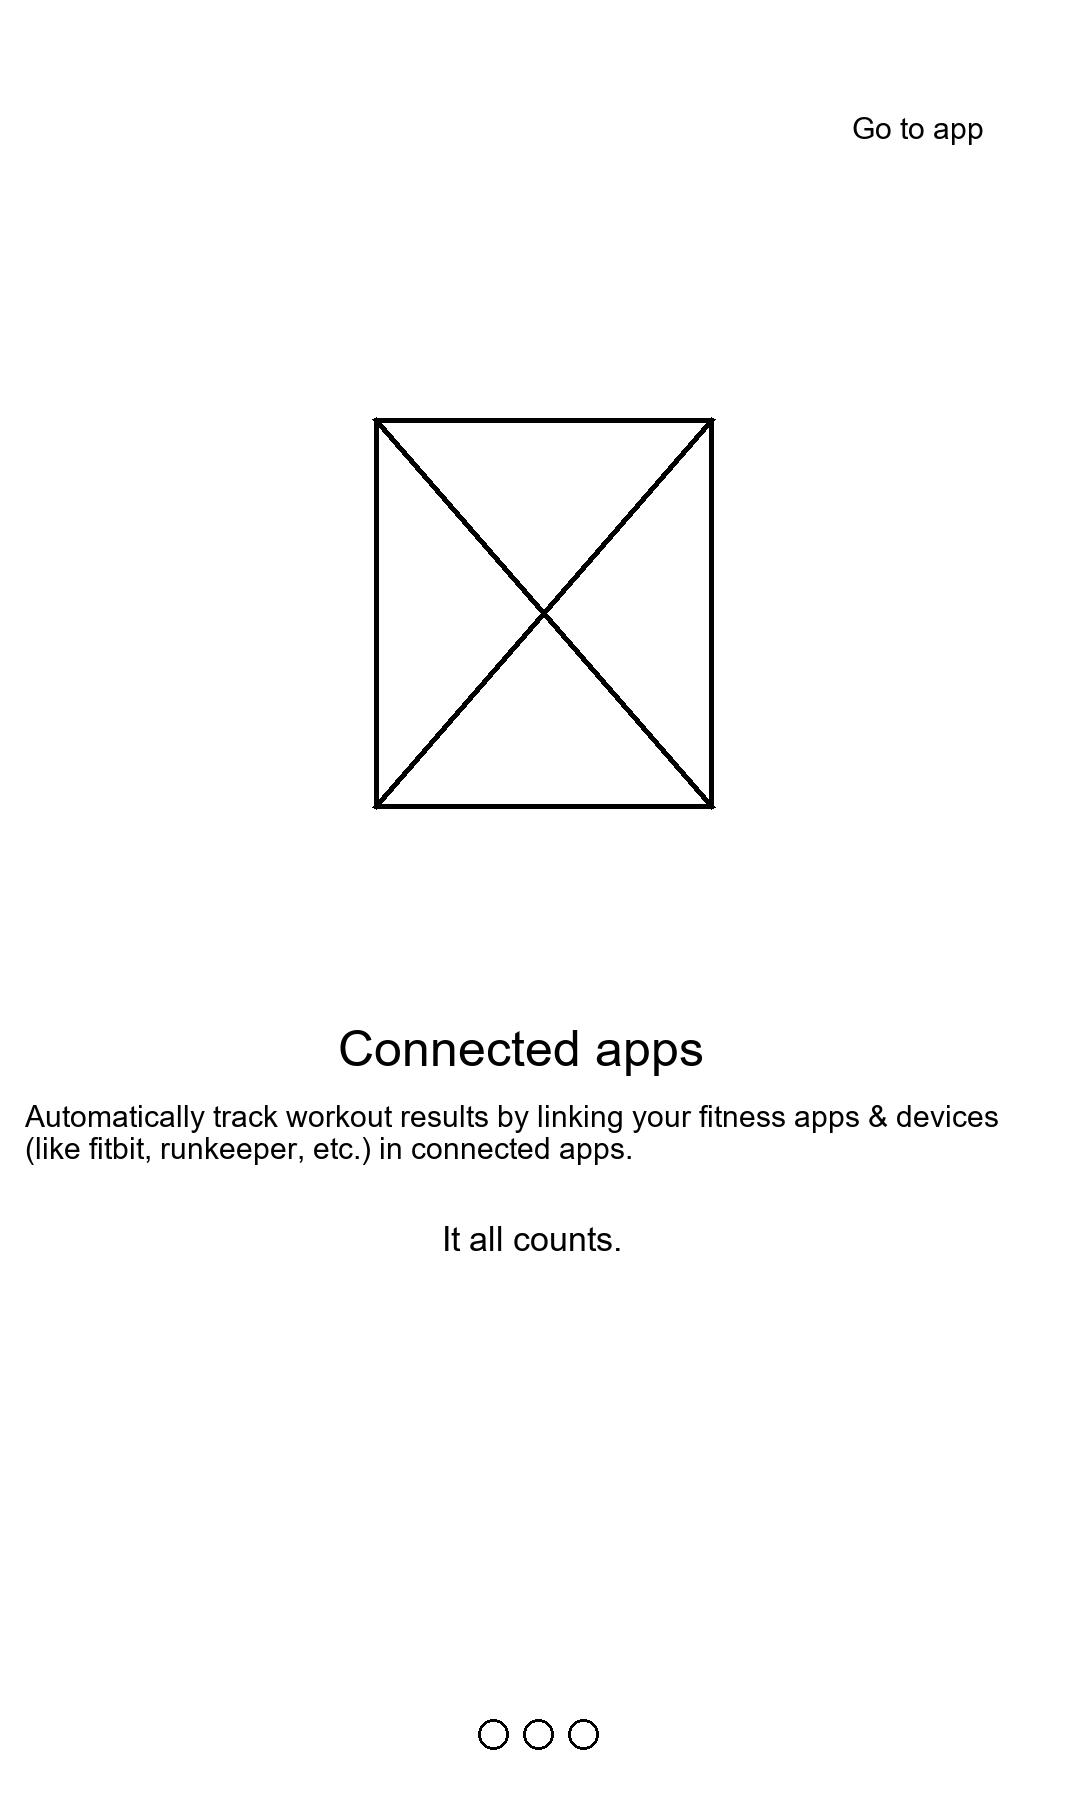 Go to app
Connected apps
Automatically track workout results by linking your fitness apps & devices
(like fitbit, runkeeper, etc.) in connected apps.
It all counts.